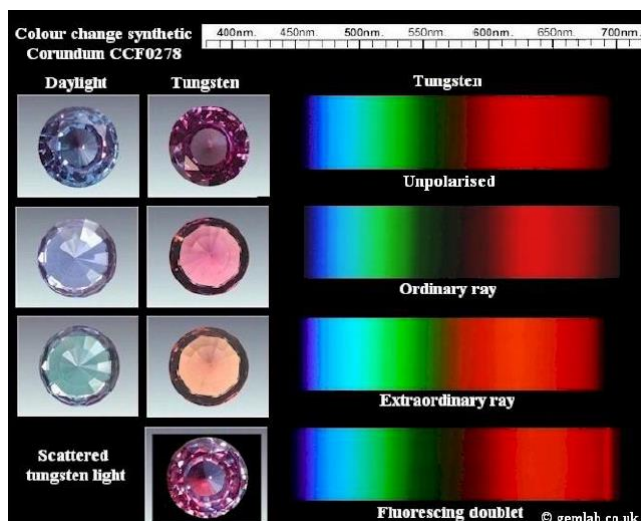 Colour change synthetic
Corundum CCF0278
400nm. 450nm. 500nm. 550nm. 600nm. 650nm. 700nm.
Daylight Tungsten Tungsten
Unpolarised
Ordinary ray
Extraordinary ray
Scattered
tungsten light
Fluorescing doublet
© gemlab.co.uk